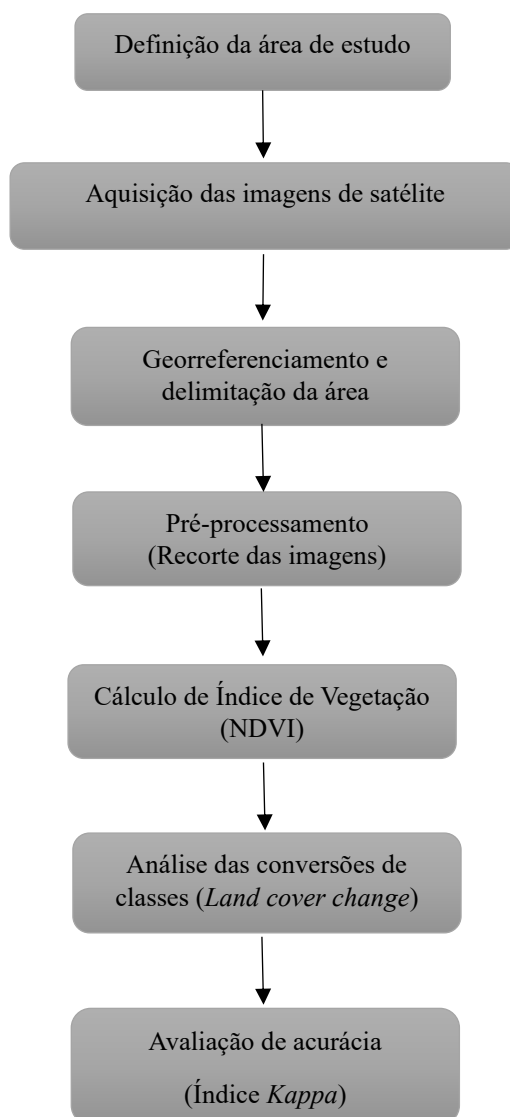 Definição da área de estudo
Aquisição das imagens de satélite
Georreferenciamento e
delimitação da área
Pré-processamento
(Recorte das imagens)
Cálculo de Índice de Vegetação
(NDVI)
Análise das conversões de
classes (Land cover change)
Avaliação de acurácia
(Índice Kappa)